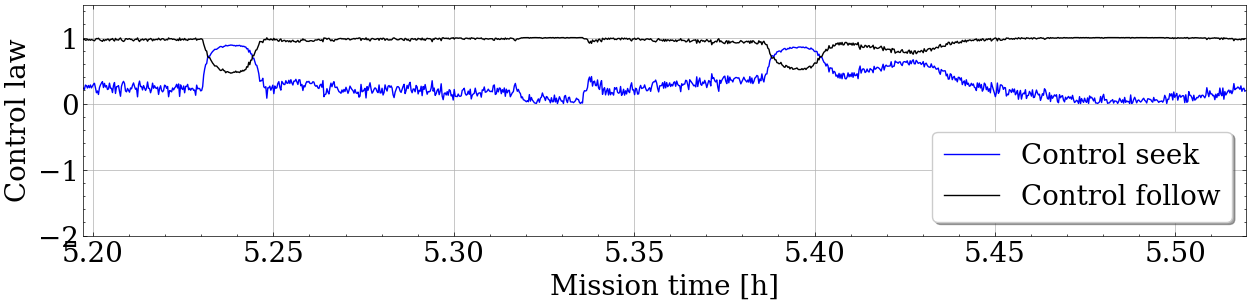 Control law
1
0
−1
−2
5.20 5.25 5.30 5.35 5.40 5.45 5.50
Mission time [h]
Control seek
Control follow